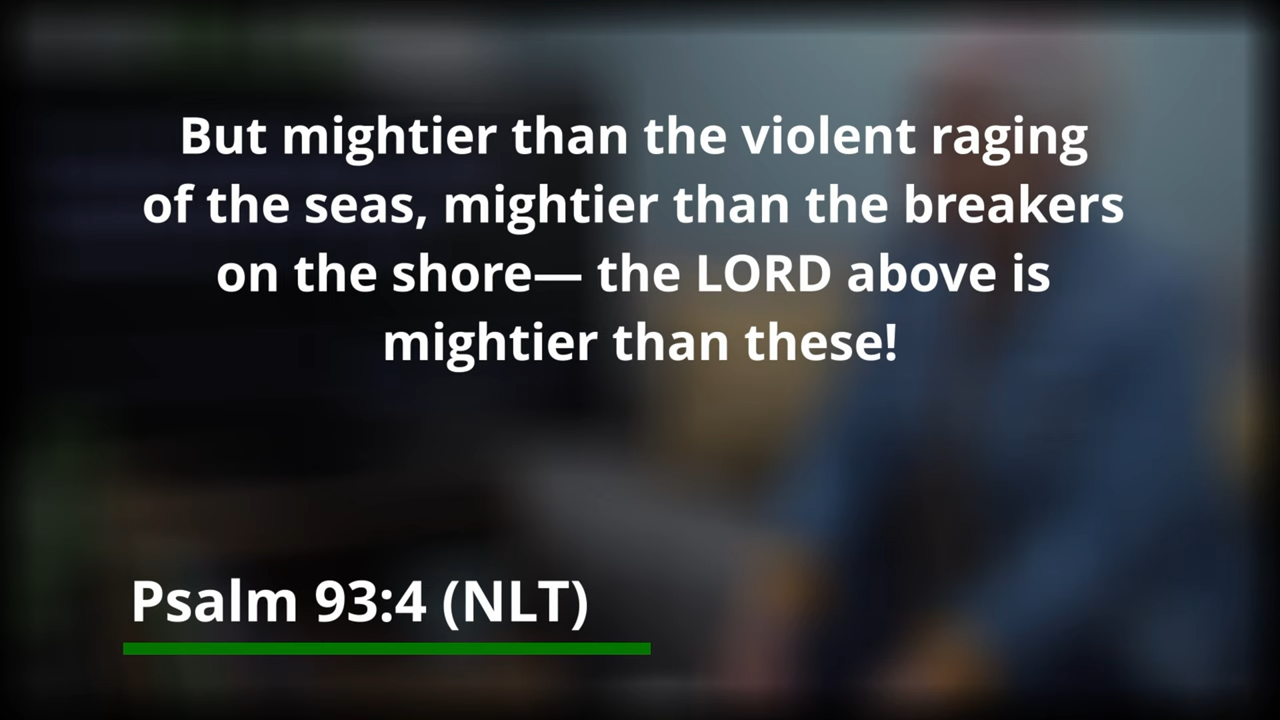 But mightier than the violent raging
of the seas, mightier than the breakers
on the shore— the LORD above is
mightier than these!
Psalm 93:4 (NLT)